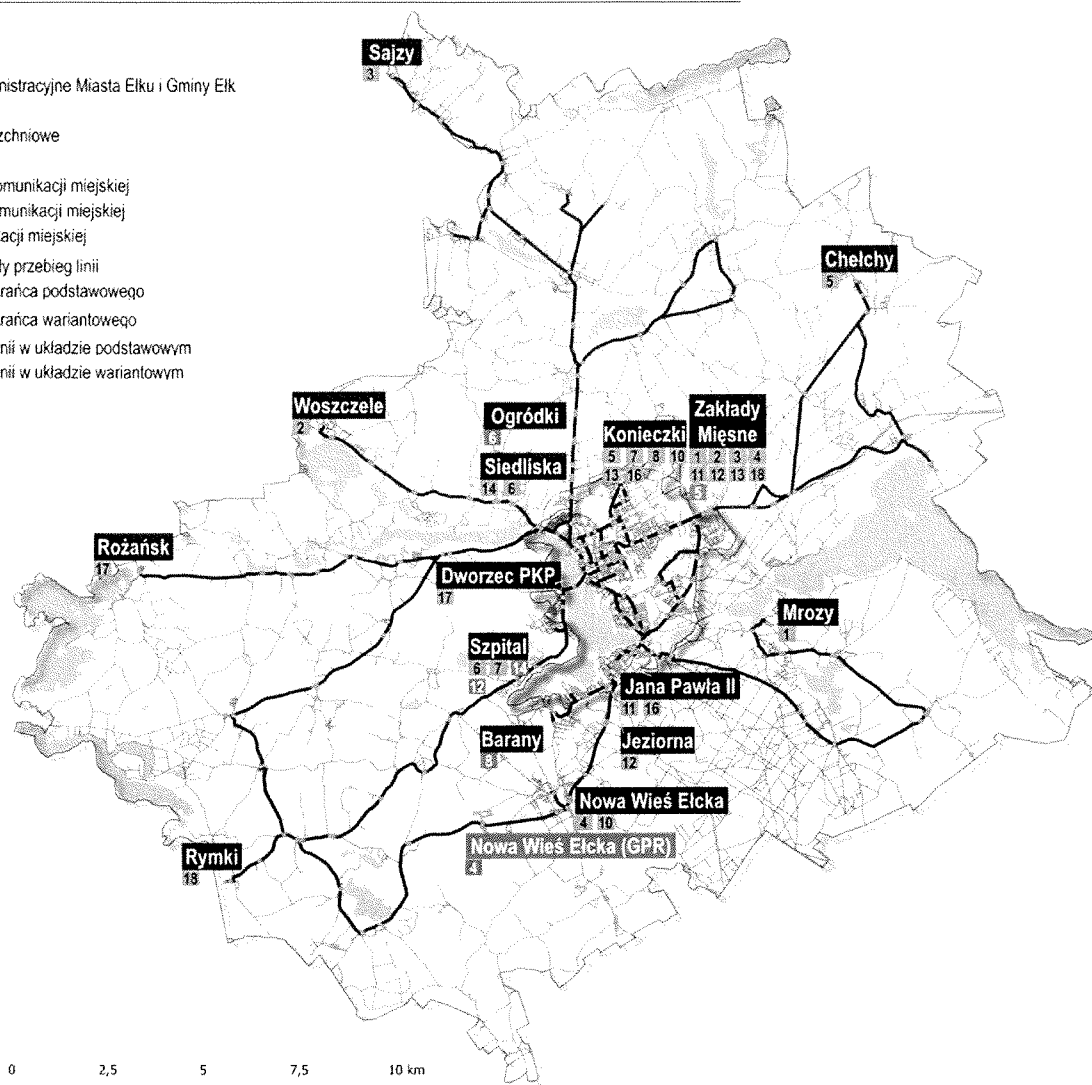 Sajzy
3
nistracyjne Miasta Ełku i Gminy Ełk
zchniowe
omunikacji miejskiej
munikacji miejskiej
acji miejskiej
ły przebieg linii
rańca podstawowego
rańca wariantowego
nii w układzie podstawowym
nii w układzie wariantowym
Chełchy
5
Woszczele
2
Ogródki
6
Siedliska
14 6
Konieczki
5 7 8 10
13 16
Zakłady
Mięsne
1 2 3 4
11 12 13 18
5
Rożańsk
17
Dworzec PKP
17
Mrozy
1
Szpital
6 7 14
12
Jana Pawła II
11 16
Barany
8
Jeziorna
12
Nowa Wieś Ełcka
4 10
Nowa Wieś Ełcka (GPR)
4
Rymki
18
0 2,5 5 7,5 10 km